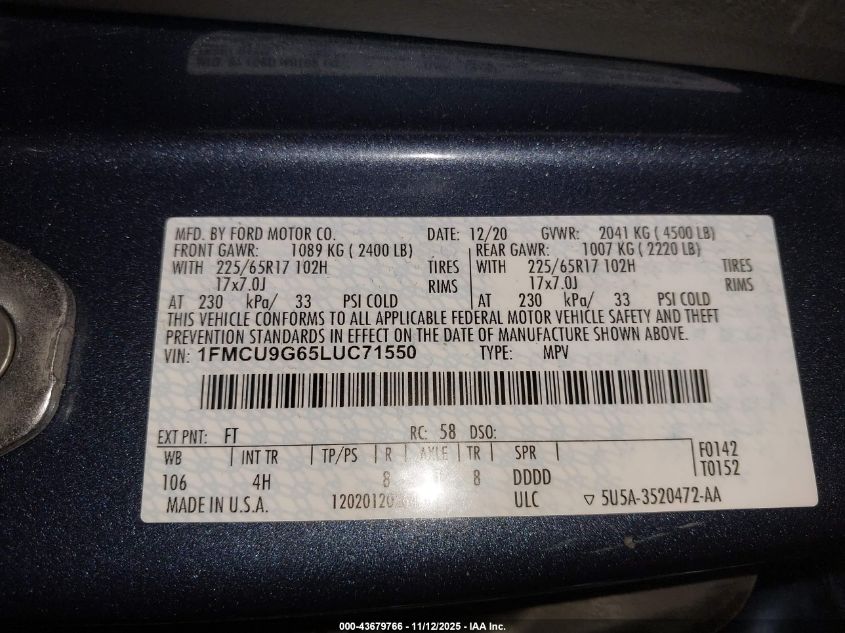 MFD. BY FORD MOTOR CO. DATE: 12/20 GVWR: 2041 KG ( 4500 LB)
FRONT GAWR: 1089 KG ( 2400 LB) REAR GAWR: 1007 KG ( 2220 LB)
WITH 225/65R17 102H TIRES WITH 225/65R17 102H TIRES
17x7.0J RIMS 17x7.0J RIMS
AT 230 kPa/ 33 PSI COLD AT 230 kPa/ 33 PSI COLD
THIS VEHICLE CONFORMS TO ALL APPLICABLE FEDERAL MOTOR VEHICLE SAFETY AND THEFT
PREVENTION STANDARDS IN EFFECT ON THE DATE OF MANUFACTURE SHOWN ABOVE.
VIN: 1FMCU9G65LUC71550 TYPE: MPV
EXT PNT: FT RC: 58 DSO:
WB INT TR TP/PS R AXLE TR SPR F0142
T0152
106 4H 8 8 DDDD
MADE IN U.S.A. ULC 5U5A-3520472-AA
000-43679766 - 11/12/2025 - IAA Inc.